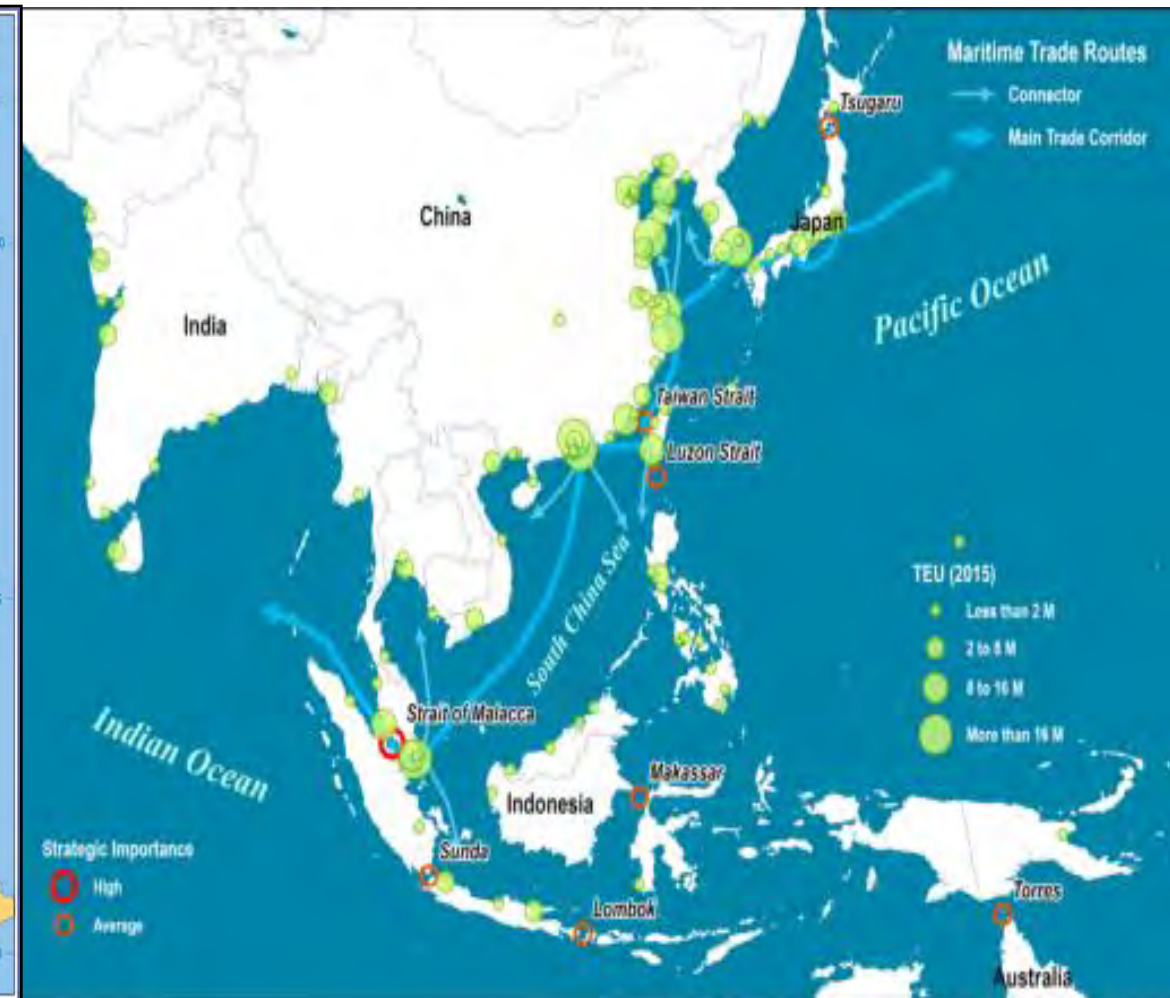 Maritime Trade Routes
Connector
Main Trade Corridor
Tsugaru
China
Japan
India
Pacific Ocean
Taiwan Strait
Luzon Strait
South China Sea
TEU (2015)
Less than 2 M
2 to 8 M
8 to 16 M
More than 16 M
Strait of Malacca
Indian Ocean
Makassar
Indonesia
Strategic Importance
High
Average
Sunda
Lombok
Torres
Australia